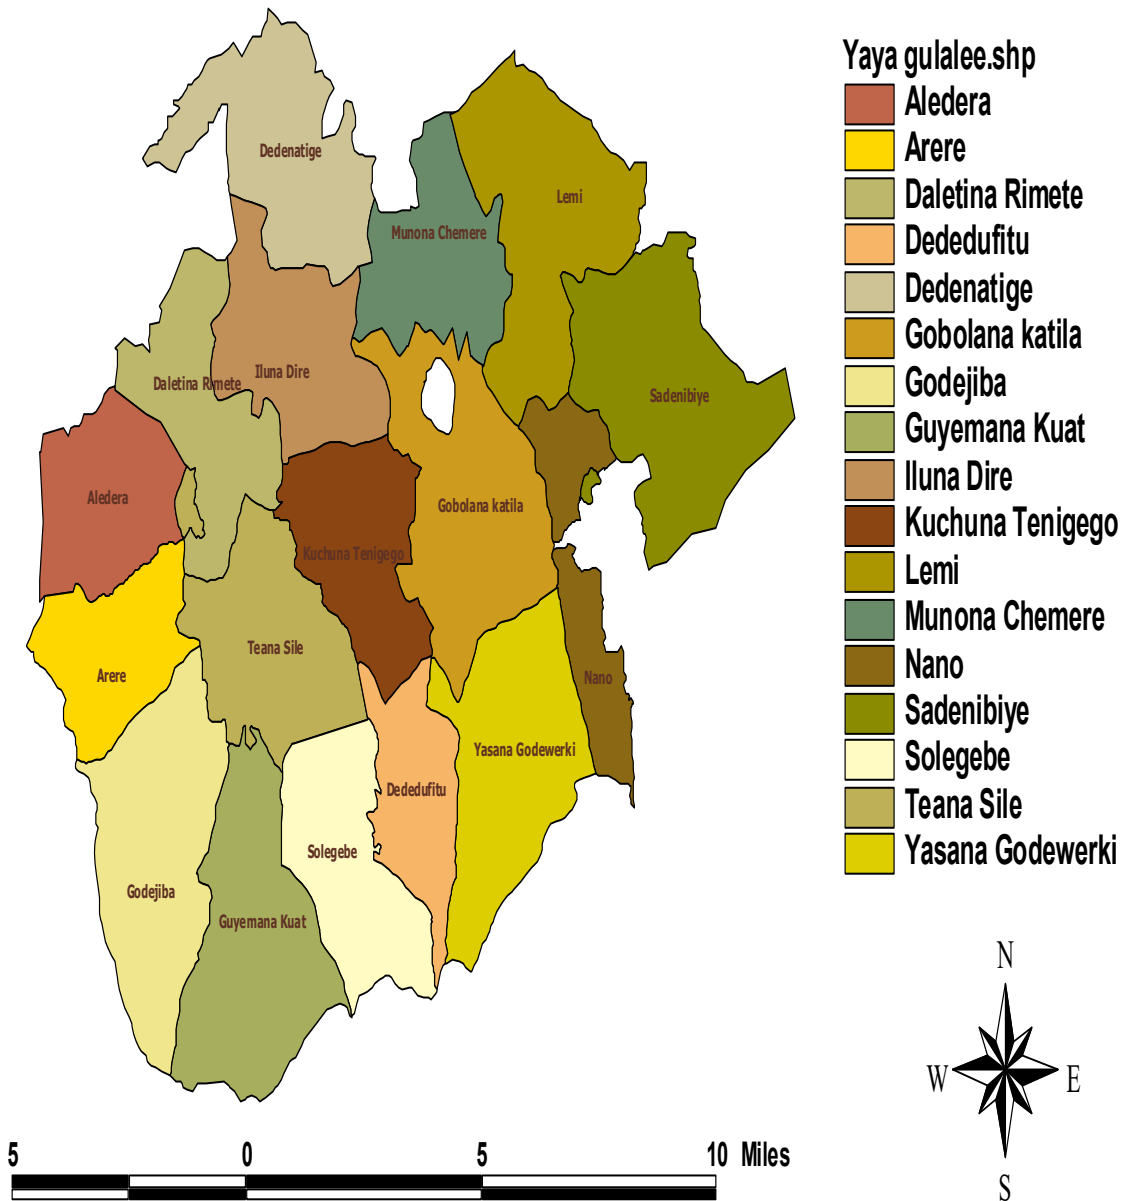 Yaya gulalee.shp
Aledera
Arere
Daletina Rimete
Dededufitu
Dedenatige
Gobolana katila
Godejiba
Guyemana Kuat
Iluna Dire
Kuchuna Tenigego
Lemi
Munona Chemere
Nano
Sadenibiye
Solegebe
Teana Sile
Yasana Godewerki
Dedenatige
Lemi
Munona Chemere
Iluna Dire
Daletina Rimete
Sadenibiye
Aledera
Gobolana katila
Kuchuna Tenigego
Teana Sile
Arere
Nano
Yasana Godewerki
Dededufitu
Solegebe
Godejiba
Guyemana Kuat
N
W E
S
5 0 5 10 Miles